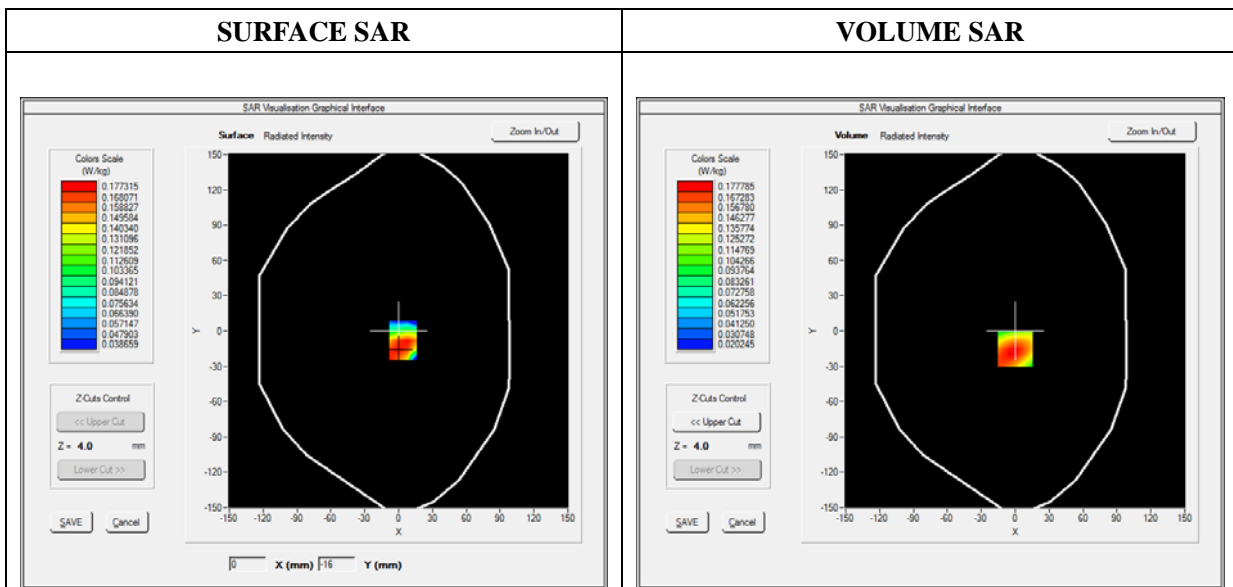 SURFACE SAR
VOLUME SAR
SAR Visualisation Graphical Interface
Surface Radiated Intensity
Zoom In/Out
Colors Scale
(W/kg)
0.177315
0.168071
0.158827
0.149584
0.140340
0.131096
0.121852
0.112609
0.103365
0.094121
0.084878
0.075634
0.066390
0.057147
0.047903
0.038659
150
120
90
60
30
0
-30
-60
-90
-120
-150
Y
-150 -120 -90 -60 -30 0 30 60 90 120 150
X
Z-Cuts Control
<< Upper Cut
Z = 4.0 mm
Lower Cut >>
SAVE Cancel
0 X (mm) -16 Y (mm)
SAR Visualisation Graphical Interface
Volume Radiated Intensity
Zoom In/Out
Colors Scale
(W/kg)
0.177785
0.167283
0.156780
0.146277
0.135774
0.125272
0.114769
0.104266
0.093764
0.083261
0.072758
0.062256
0.051753
0.041250
0.030748
0.020245
150
120
90
60
30
0
-30
-60
-90
-120
-150
Y
-150 -120 -90 -60 -30 0 30 60 90 120 150
X
Z-Cuts Control
<< Upper Cut
Z = 4.0 mm
Lower Cut >>
SAVE Cancel